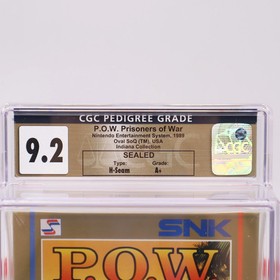 CGC PEDIGREE GRADE
9.2
P.O.W. Prisoners of War
Nintendo Entertainment System, 1989
Oval SoQ (TM), USA
Indiana Collection
SEALED
Type: Grade:
H-Seam A+
CGC
SNK
P.O.W.